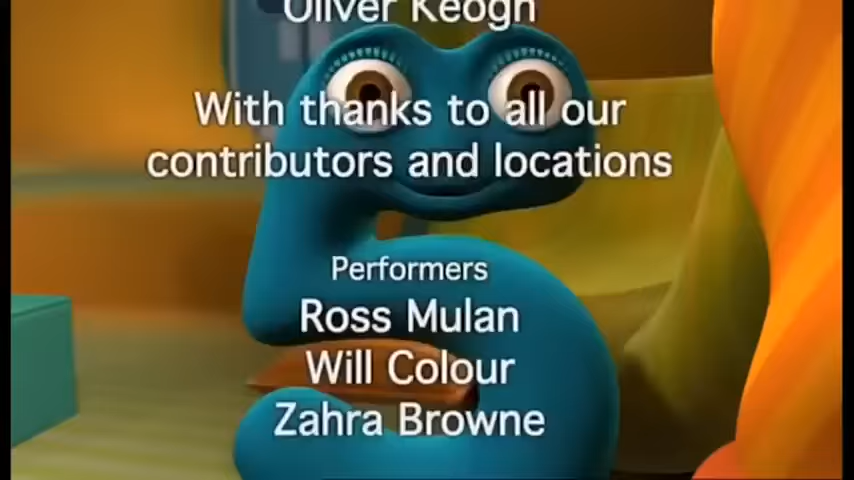 Oliver Keogh
With thanks to all our
contributors and locations
Performers
Ross Mulan
Will Colour
Zahra Browne